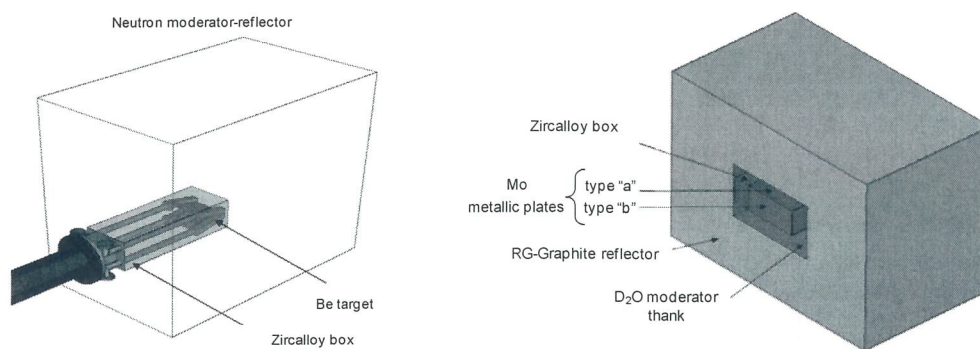 Neutron moderator-reflector
Be target
Zircalloy box
Zircalloy box
Mo
metallic plates
type "a"
type "b"
RG-Graphite reflector
D₂O moderator
thank